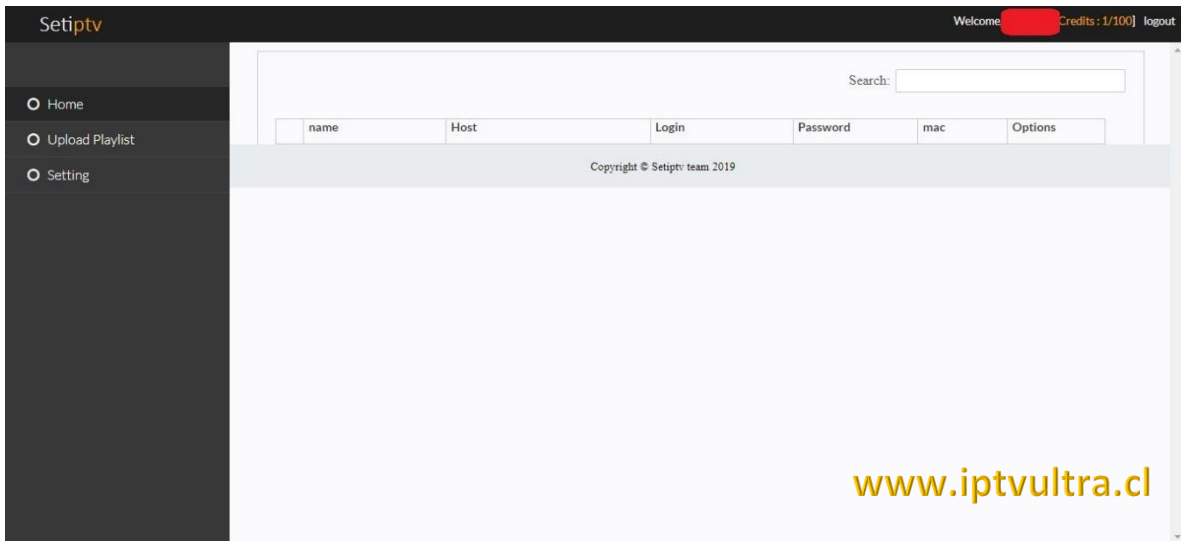 Setiptv
Welcome Credits : 1/100] logout
Search:
Home
Upload Playlist
Setting
name Host Login Password mac Options
Copyright © Setiptv team 2019
www.iptvultra.cl